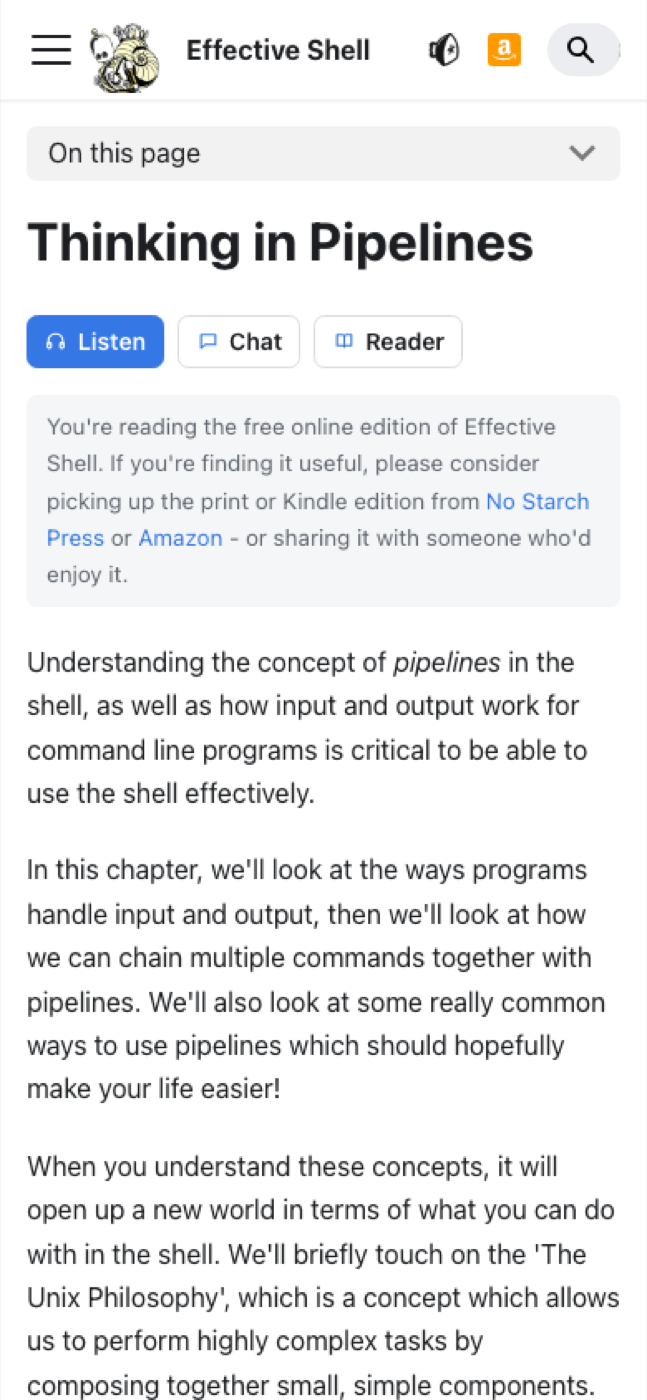 Effective Shell
a
On this page
Thinking in Pipelines
Listen
Chat
Reader
You're reading the free online edition of Effective
Shell. If you're finding it useful, please consider
picking up the print or Kindle edition from No Starch
Press or Amazon - or sharing it with someone who'd
enjoy it.
Understanding the concept of pipelines in the
shell, as well as how input and output work for
command line programs is critical to be able to
use the shell effectively.
In this chapter, we'll look at the ways programs
handle input and output, then we'll look at how
we can chain multiple commands together with
pipelines. We'll also look at some really common
ways to use pipelines which should hopefully
make your life easier!
When you understand these concepts, it will
open up a new world in terms of what you can do
with in the shell. We'll briefly touch on the 'The
Unix Philosophy', which is a concept which allows
us to perform highly complex tasks by
composing together small, simple components.